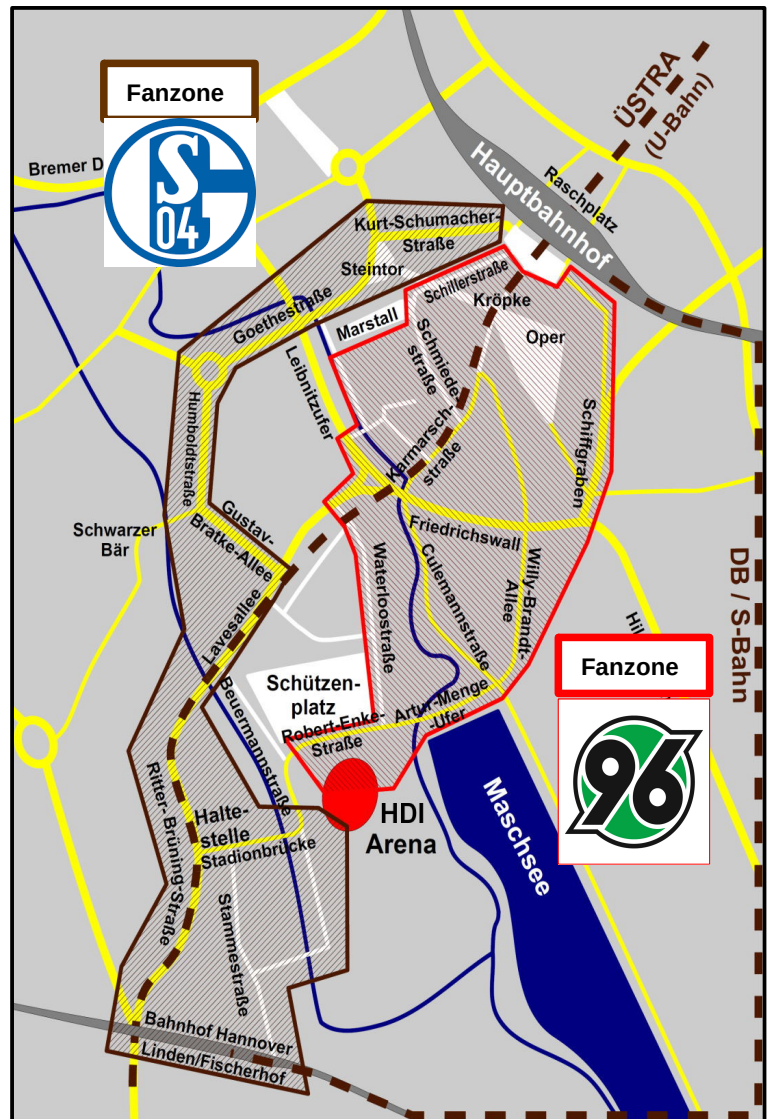 Fanzone
S
04
ÜSTRA
(U-Bahn)
Bremer D
Hauptbahnhof
Raschplatz
Kurt-Schumacher-
Straße
Steintor
Goethestraße
Schillerstraße
Kröpke
Marstall
Oper
Schmiede-
straße
Leibnitzufer
Humboldtstraße
Karmarsch-
straße
Schiffgraben
Gustav-
Bratke-Allee
Schwarzer
Bär
Friedrichswall
Waterloostraße
Culemannstraße
Willy-Brandt-
Allee
DB / S-Bahn
Hil
Lavesallee
Fanzone
Beuermannstraße
Schützen-
platz
Robert-Enke-
Straße
Artur-Menge
-Ufer
96
HDI
Arena
Maschsee
Ritter-Brüning-Straße
Halte-
stelle
Stadionbrücke
Stammestraße
Bahnhof Hannover
Linden/Fischerhof